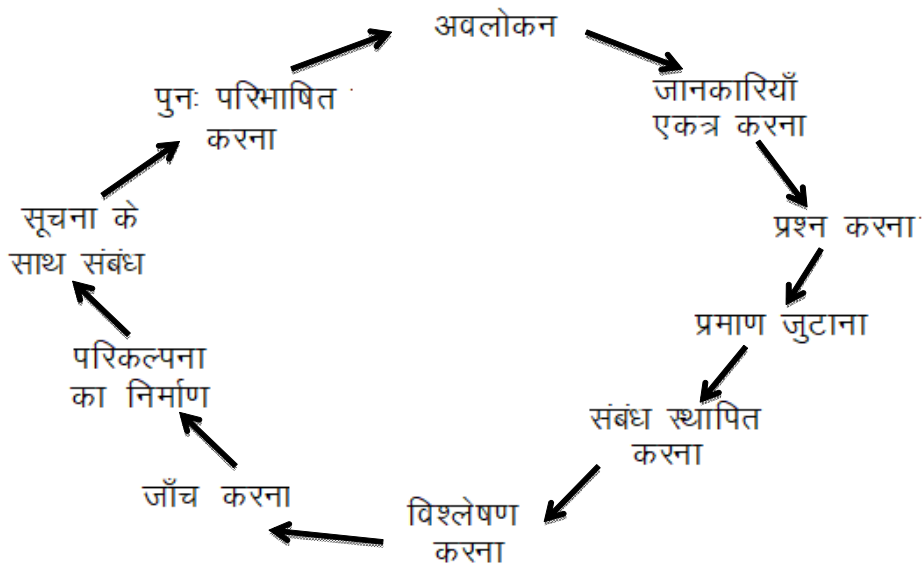 अवलोकन
जानकारियाँ
एकत्र करना
प्रश्न करना
प्रमाण जुटाना
संबंध स्थापित
करना
विश्लेषण
करना
जाँच करना
परिकल्पना
का निर्माण
सूचना के
साथ संबंध
पुनः परिभाषित
करना